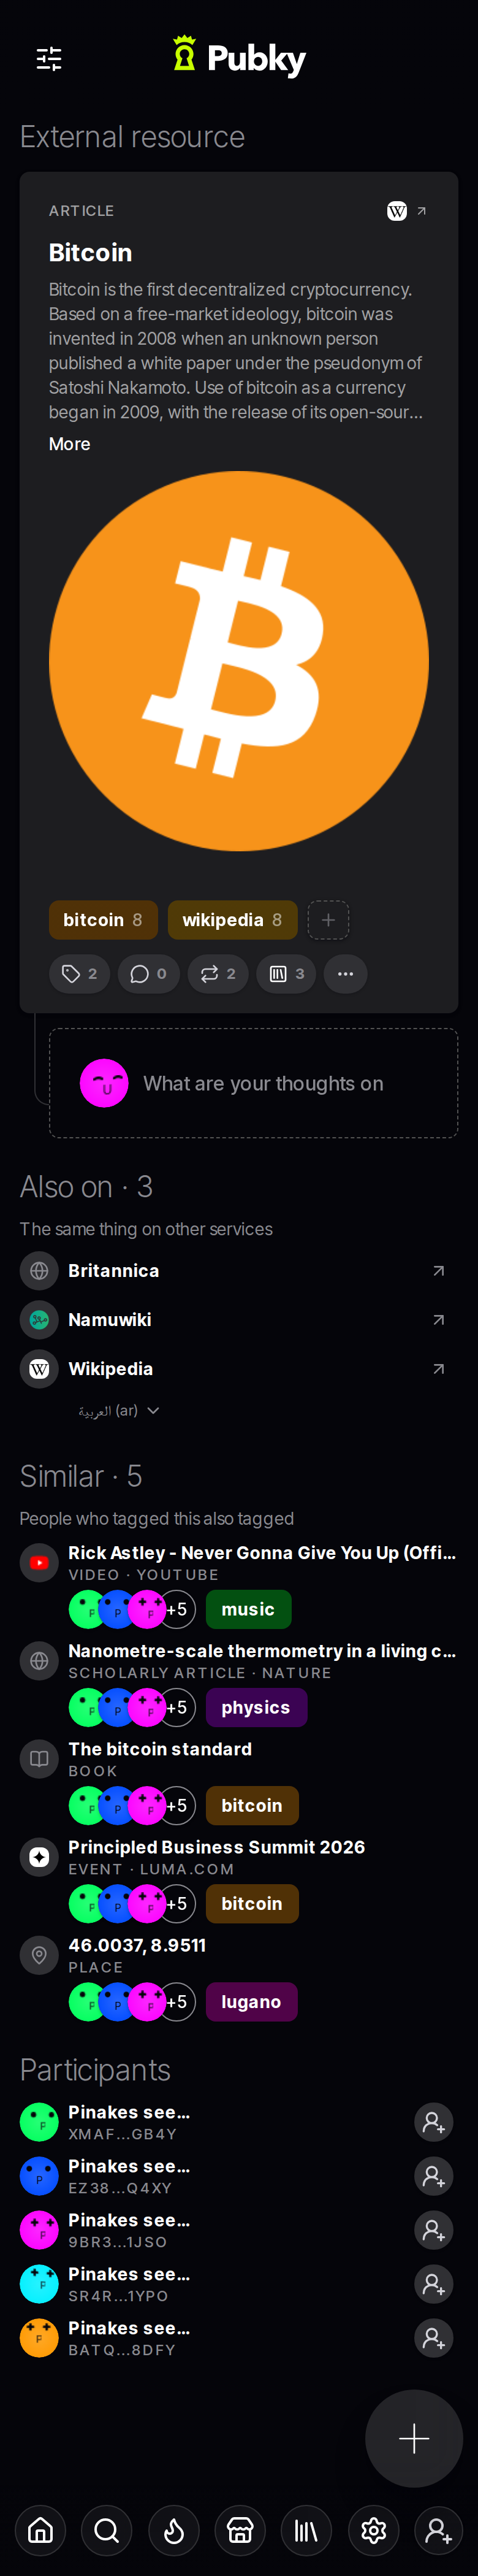 Pubky
External resource
ARTICLE
Bitcoin
Bitcoin is the first decentralized cryptocurrency.
Based on a free-market ideology, bitcoin was
invented in 2008 when an unknown person
published a white paper under the pseudonym of
Satoshi Nakamoto. Use of bitcoin as a currency
began in 2009, with the release of its open-sour...
More
bitcoin 8 wikipedia 8
2 0 2 3
What are your thoughts on
Also on · 3
The same thing on other services
Britannica
Namuwiki
Wikipedia
العربية (ar)
Similar · 5
People who tagged this also tagged
Rick Astley - Never Gonna Give You Up (Offi...
VIDEO · YOUTUBE
+5 music
Nanometre-scale thermometry in a living c...
SCHOLARLY ARTICLE · NATURE
+5 physics
The bitcoin standard
BOOK
+5 bitcoin
Principled Business Summit 2026
EVENT · LUMA.COM
+5 bitcoin
46.0037, 8.9511
PLACE
+5 lugano
Participants
Pinakes see...
XMAF...GB4Y
Pinakes see...
EZ38...Q4XY
Pinakes see...
9BR3...1JSO
Pinakes see...
SR4R...1YPO
Pinakes see...
BATQ...8DFY